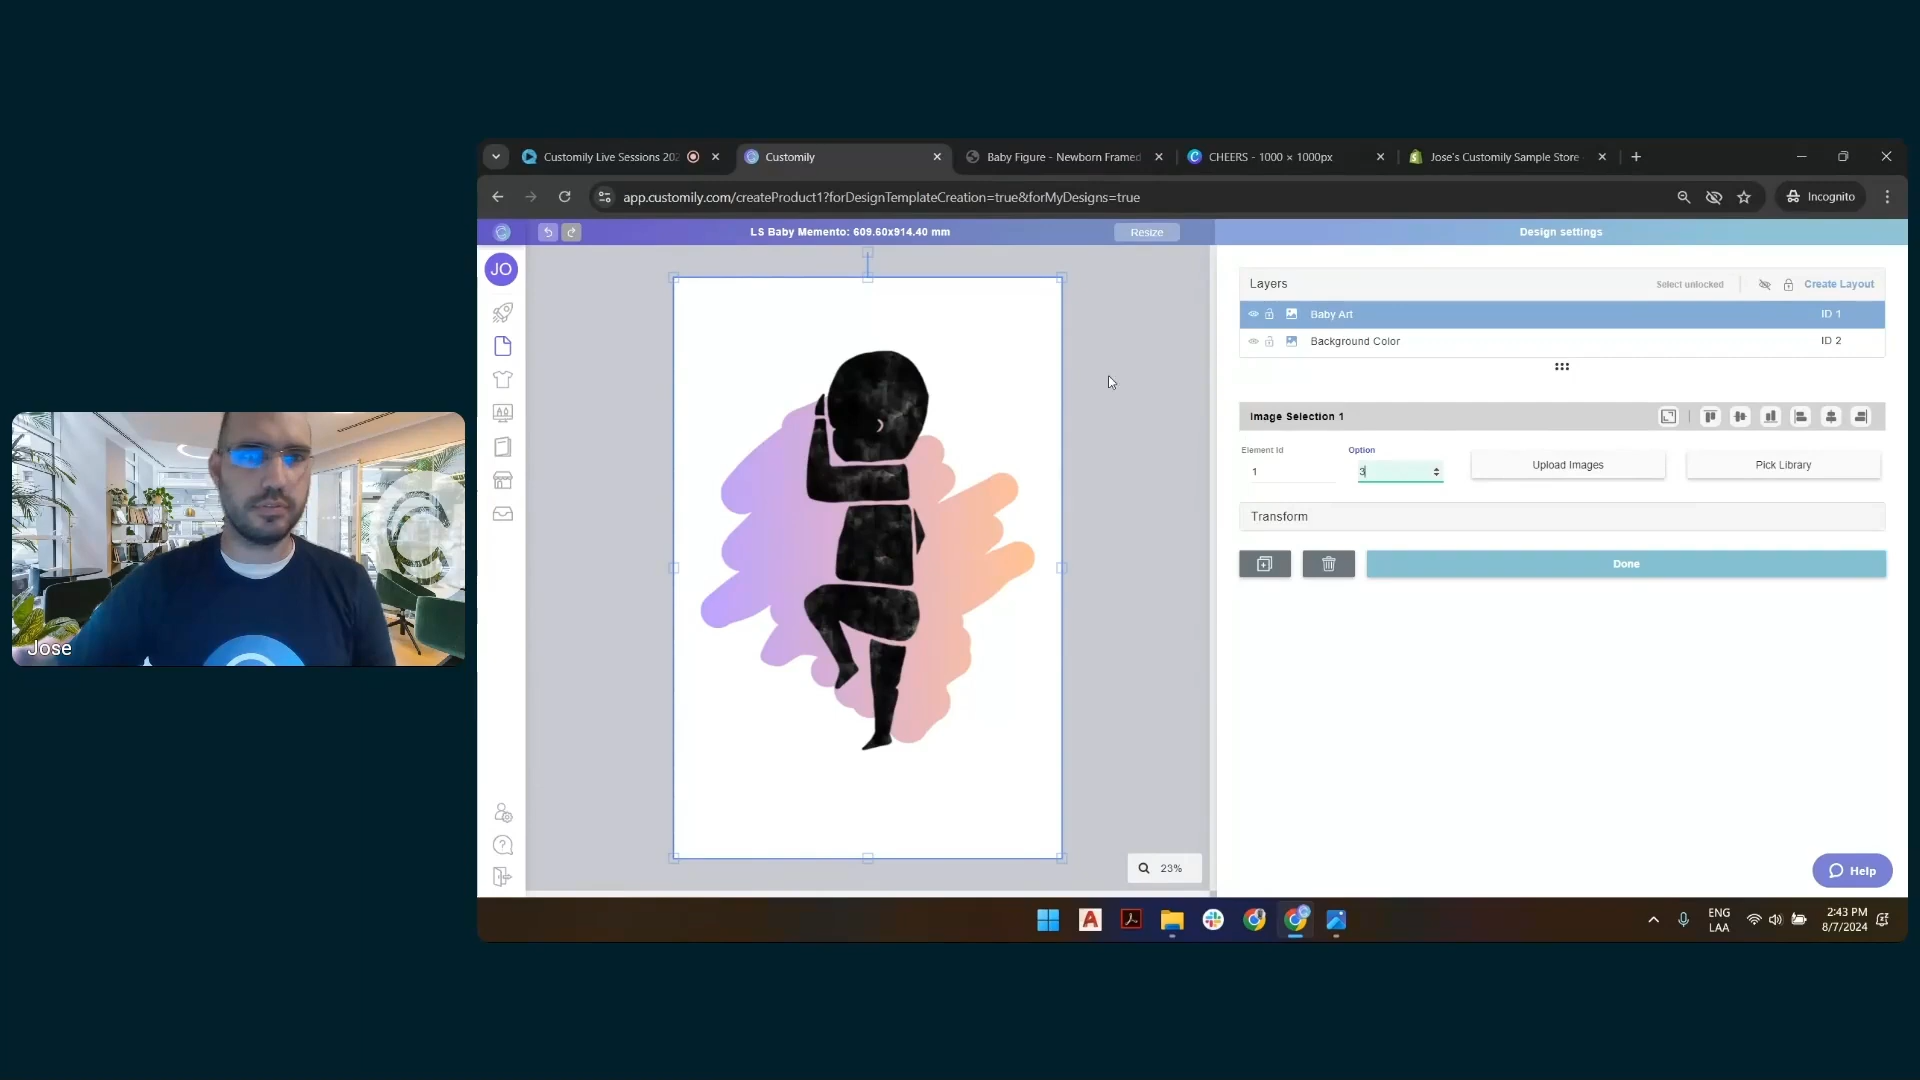 Customily Live Sessions 202
Customily
Baby Figure - Newborn Framed
CHEERS - 1000 × 1000px
Jose's Customily Sample Store
app.customily.com/createProduct1?forDesignTemplateCreation=true&forMyDesigns=true
Incognito
LS Baby Memento: 609.60x914.40 mm
Resize
Design settings
JO
Layers
Select unlocked
Create Layout
Baby Art
ID 1
Background Color
ID 2
Image Selection 1
Element Id
Option
1
3
Upload Images
Pick Library
Transform
Done
Jose
23%
Help
ENG
LAA
2:43 PM
8/7/2024